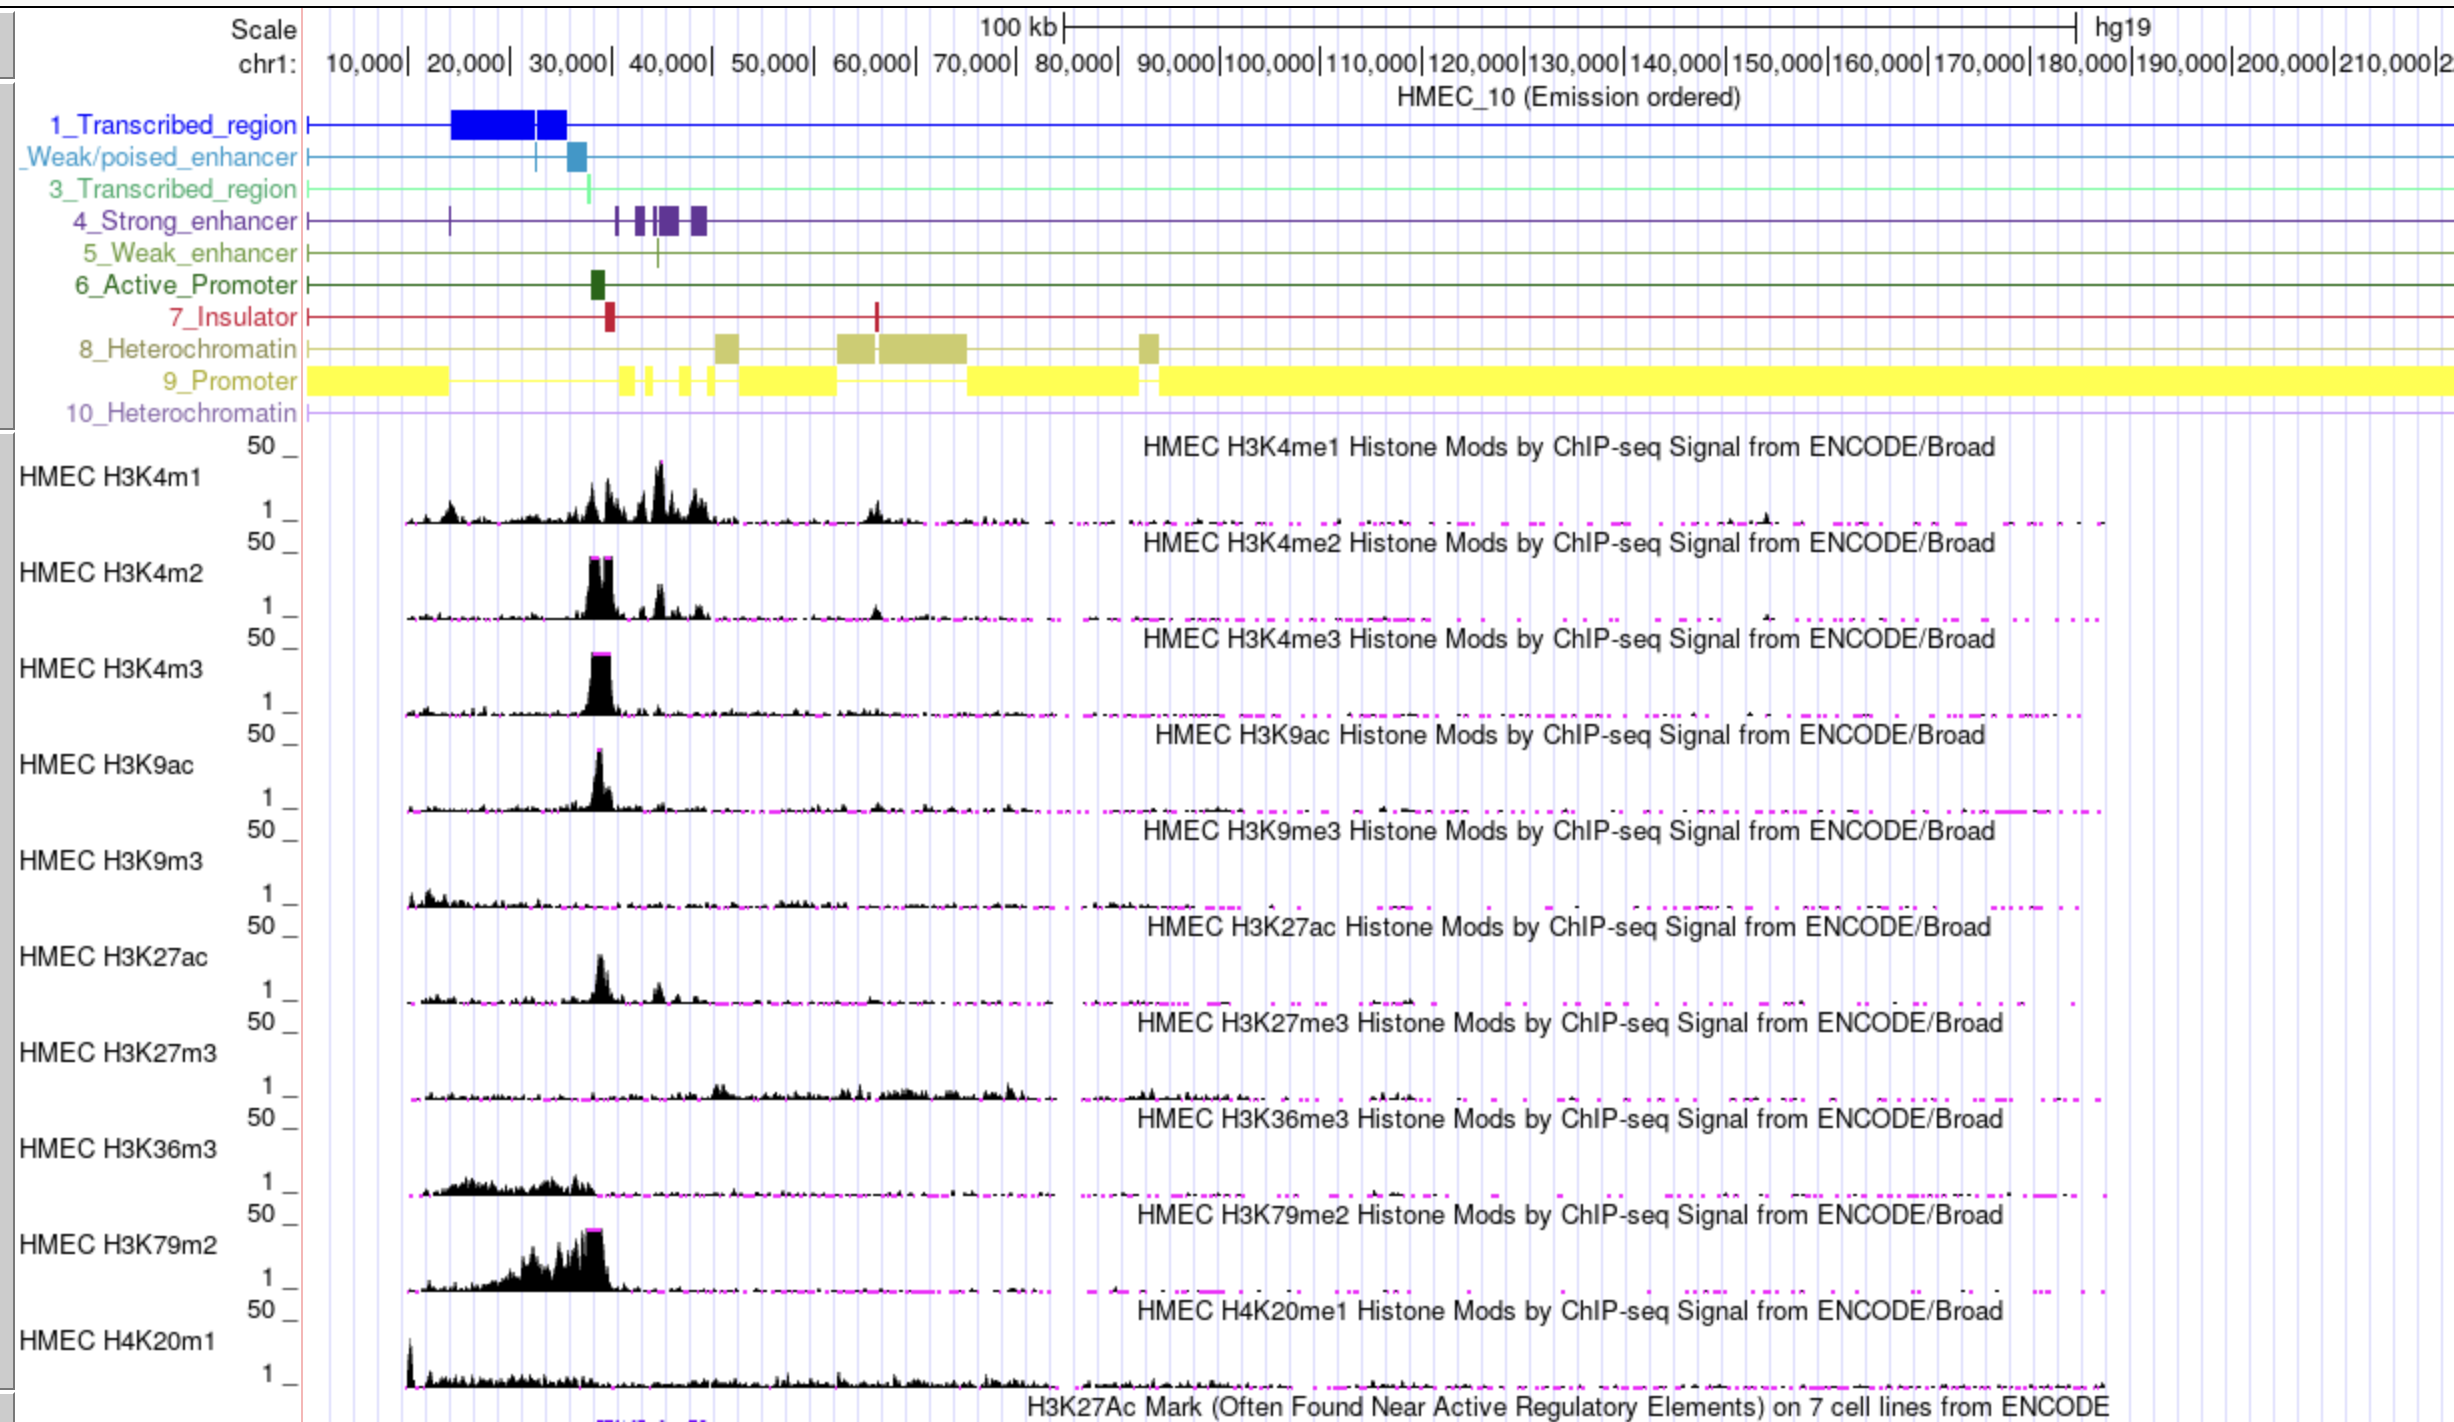 Scale 100 kb hg19
chr1: 10,000 20,000 30,000 40,000 50,000 60,000 70,000 80,000 90,000 100,000 110,000 120,000 130,000 140,000 150,000 160,000 170,000 180,000 190,000 200,000 210,000 2
HMEC_10 (Emission ordered)
1_Transcribed_region
_Weak/poised_enhancer
3_Transcribed_region
4_Strong_enhancer
5_Weak_enhancer
6_Active_Promoter
7_Insulator
8_Heterochromatin
9_Promoter
10_Heterochromatin
50 _ HMEC H3K4me1 Histone Mods by ChIP-seq Signal from ENCODE/Broad
HMEC H3K4m1
1 _
50 _ HMEC H3K4me2 Histone Mods by ChIP-seq Signal from ENCODE/Broad
HMEC H3K4m2
1 _
50 _ HMEC H3K4me3 Histone Mods by ChIP-seq Signal from ENCODE/Broad
HMEC H3K4m3
1 _
50 _ HMEC H3K9ac Histone Mods by ChIP-seq Signal from ENCODE/Broad
HMEC H3K9ac
1 _
50 _ HMEC H3K9me3 Histone Mods by ChIP-seq Signal from ENCODE/Broad
HMEC H3K9m3
1 _
50 _ HMEC H3K27ac Histone Mods by ChIP-seq Signal from ENCODE/Broad
HMEC H3K27ac
1 _
50 _ HMEC H3K27me3 Histone Mods by ChIP-seq Signal from ENCODE/Broad
HMEC H3K27m3
1 _
50 _ HMEC H3K36me3 Histone Mods by ChIP-seq Signal from ENCODE/Broad
HMEC H3K36m3
1 _
50 _ HMEC H3K79me2 Histone Mods by ChIP-seq Signal from ENCODE/Broad
HMEC H3K79m2
1 _
50 _ HMEC H4K20me1 Histone Mods by ChIP-seq Signal from ENCODE/Broad
HMEC H4K20m1
1 _
H3K27Ac Mark (Often Found Near Active Regulatory Elements) on 7 cell lines from ENCODE